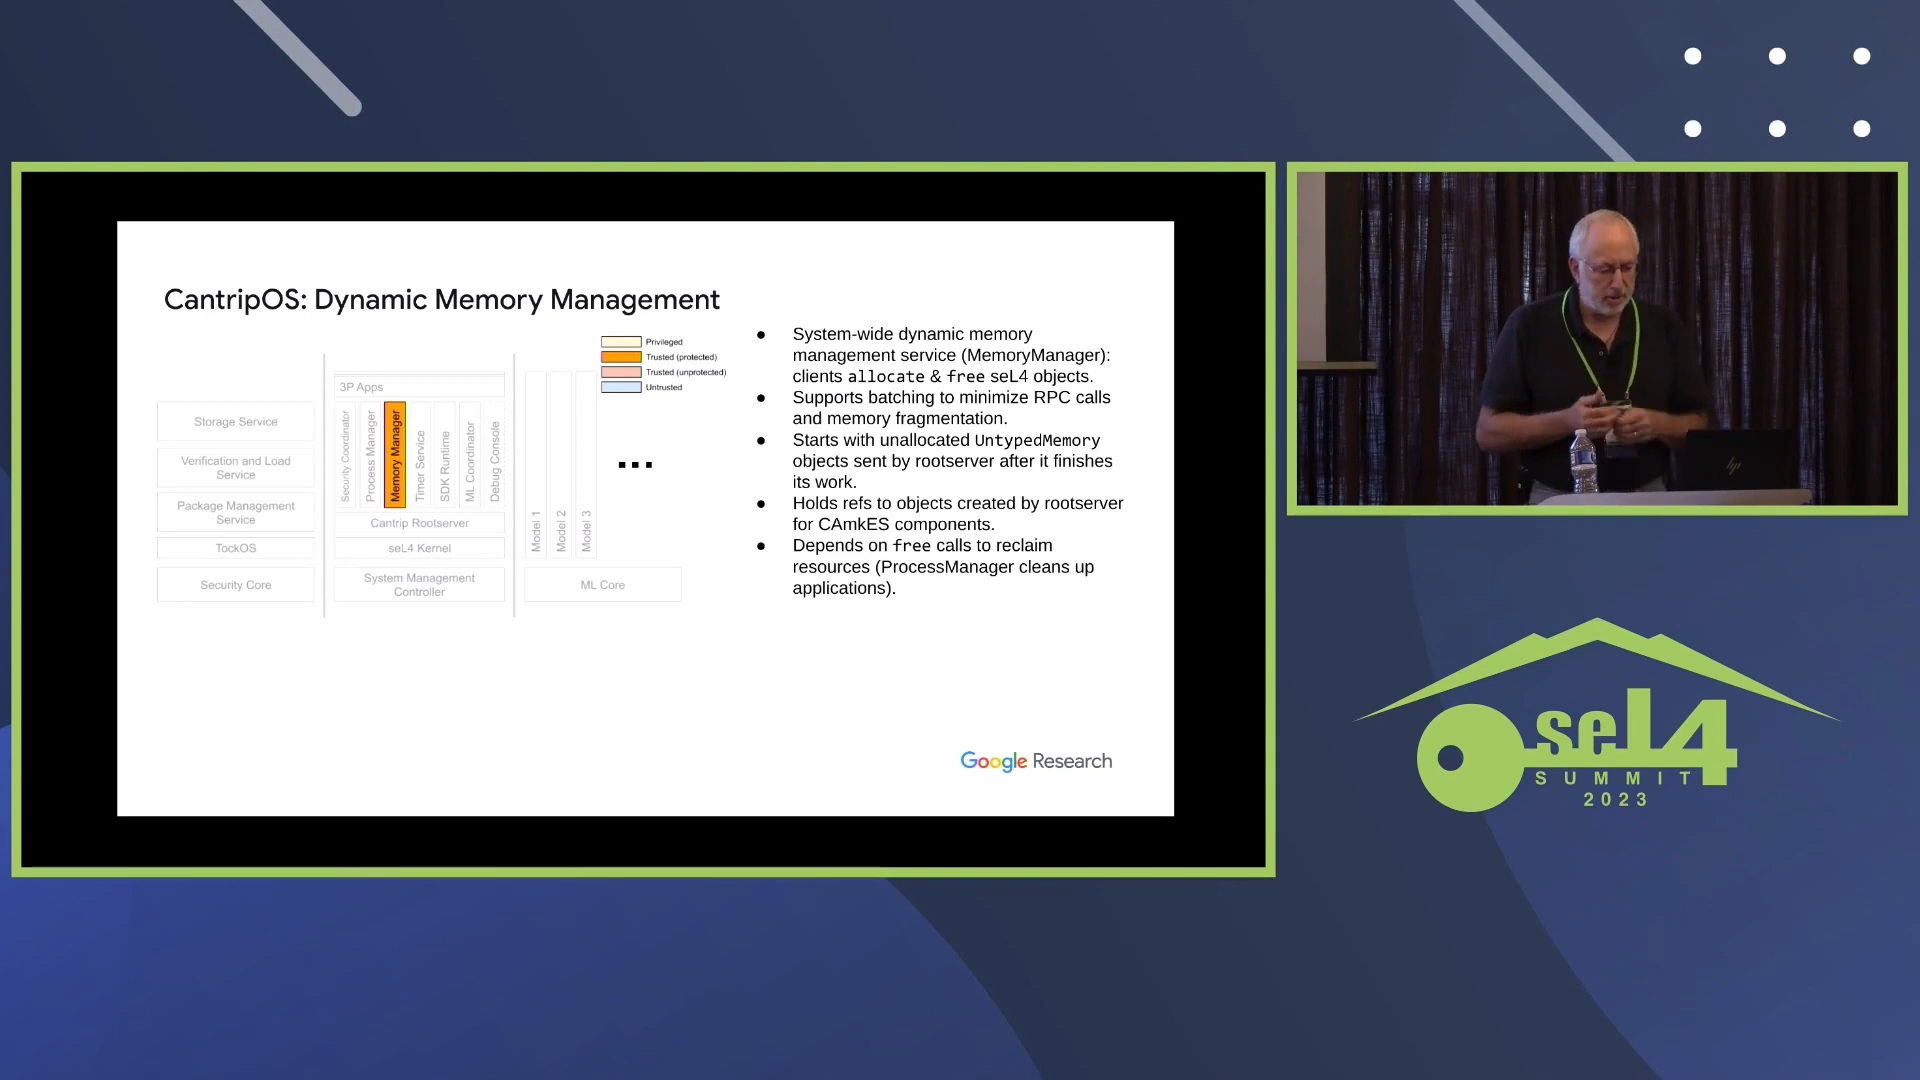 CantripOS: Dynamic Memory Management
Privileged
Trusted (protected)
Trusted (unprotected)
Untrusted
3P Apps
Storage Service
Verification and Load
Service
Package Management
Service
TockOS
Security Core
Security Coordinator
Process Manager
Memory Manager
Timer Service
SDK Runtime
ML Coordinator
Debug Console
Cantrip Rootserver
seL4 Kernel
System Management
Controller
Model 1
Model 2
Model 3
...
ML Core
● System-wide dynamic memory
management service (MemoryManager):
clients allocate & free seL4 objects.
● Supports batching to minimize RPC calls
and memory fragmentation.
● Starts with unallocated UntypedMemory
objects sent by rootserver after it finishes
its work.
● Holds refs to objects created by rootserver
for CAmkES components.
● Depends on free calls to reclaim
resources (ProcessManager cleans up
applications).
Google Research
hp
seL4
SUMMIT
2023